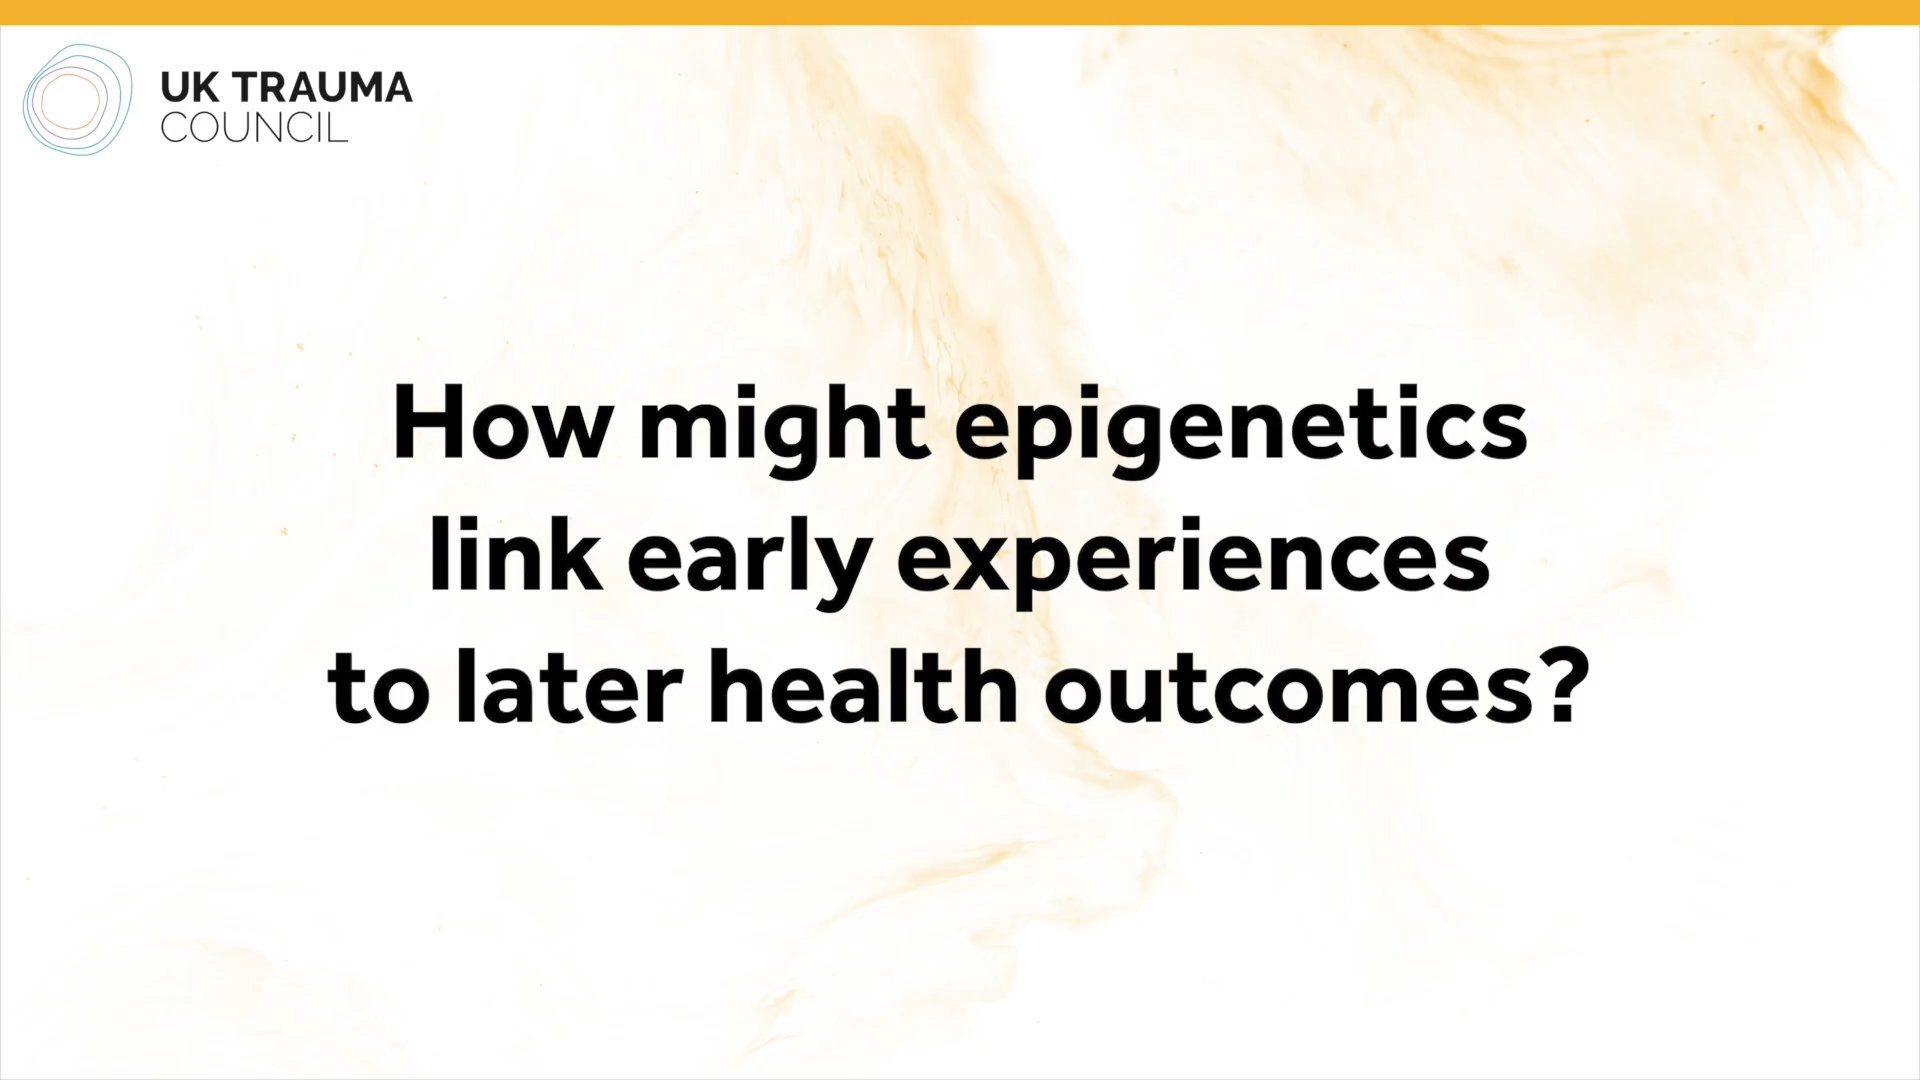 UK TRAUMA
COUNCIL
How might epigenetics
link early experiences
to later health outcomes?